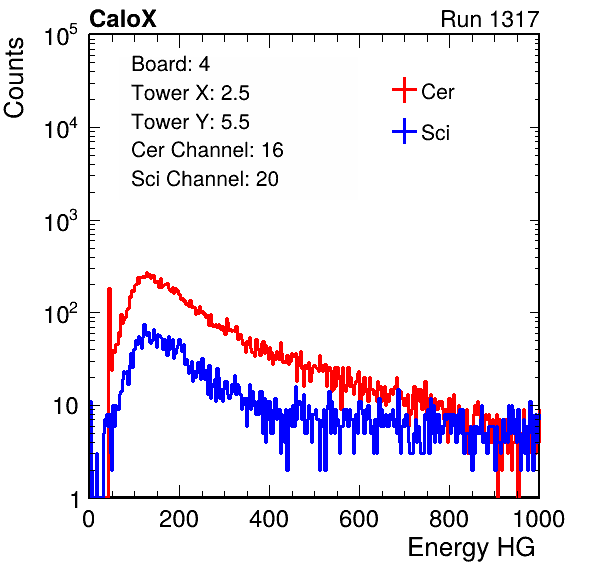 CaloX Run 1317
Counts
10^5
10^4
10^3
10^2
10
1
Board: 4
Tower X: 2.5
Tower Y: 5.5
Cer Channel: 16
Sci Channel: 20
Cer
Sci
0 200 400 600 800 1000
Energy HG